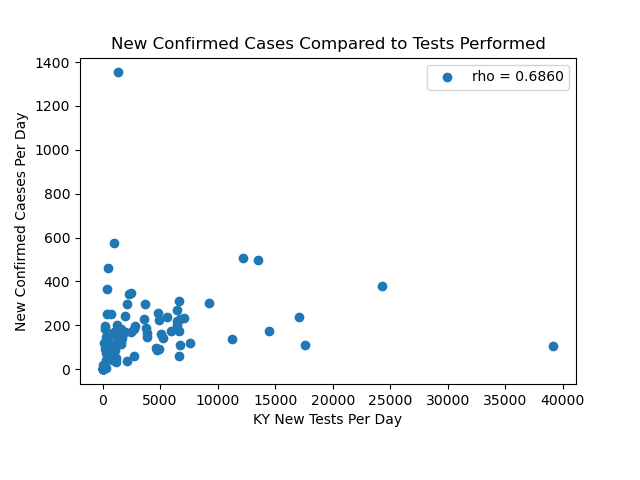 New Confirmed Cases Compared to Tests Performed
rho = 0.6860
New Confirmed Caeses Per Day
1400
1200
1000
800
600
400
200
0
0 5000 10000 15000 20000 25000 30000 35000 40000
KY New Tests Per Day